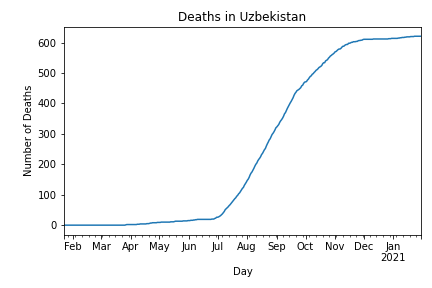 Deaths in Uzbekistan
Number of Deaths
600
500
400
300
200
100
0
Feb Mar Apr May Jun Jul Aug Sep Oct Nov Dec Jan
2021
Day